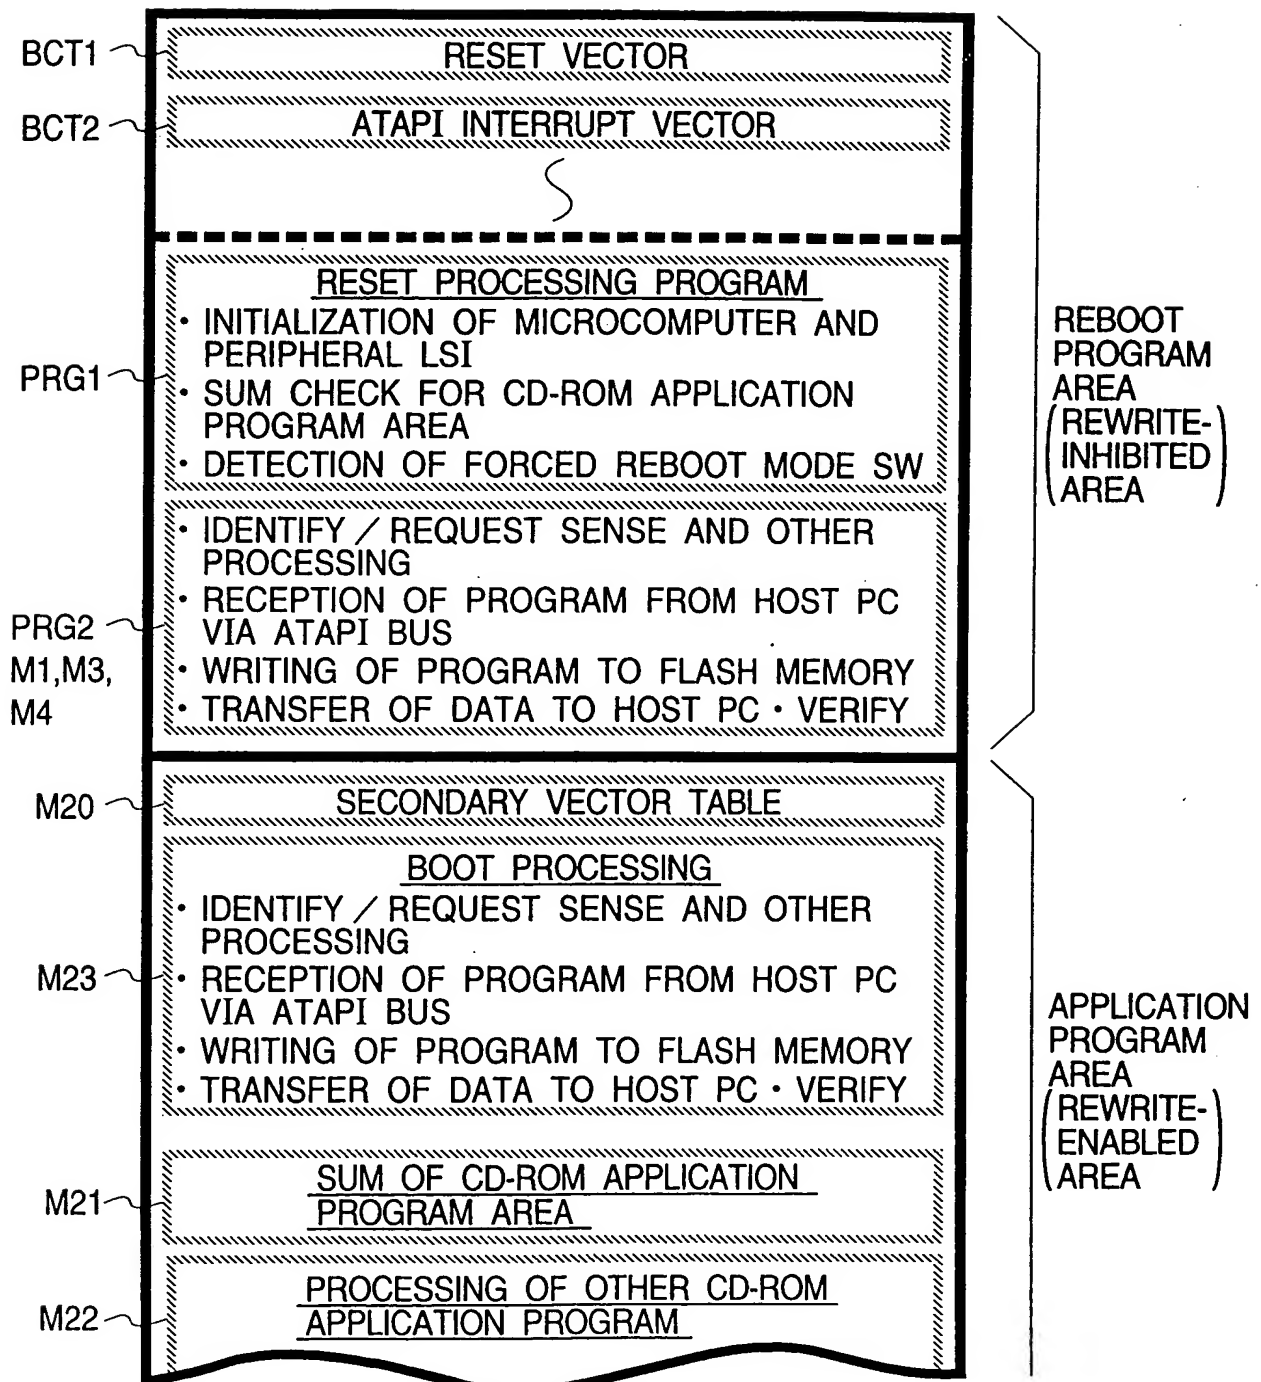 BCT1
RESET VECTOR
BCT2
ATAPI INTERRUPT VECTOR
PRG1
RESET PROCESSING PROGRAM
・ INITIALIZATION OF MICROCOMPUTER AND
PERIPHERAL LSI
・ SUM CHECK FOR CD-ROM APPLICATION
PROGRAM AREA
・ DETECTION OF FORCED REBOOT MODE SW
PRG2
M1,M3,
M4
・ IDENTIFY / REQUEST SENSE AND OTHER
PROCESSING
・ RECEPTION OF PROGRAM FROM HOST PC
VIA ATAPI BUS
・ WRITING OF PROGRAM TO FLASH MEMORY
・ TRANSFER OF DATA TO HOST PC・VERIFY
REBOOT
PROGRAM
AREA
(REWRITE-
INHIBITED
AREA)
M20
SECONDARY VECTOR TABLE
M23
BOOT PROCESSING
・ IDENTIFY / REQUEST SENSE AND OTHER
PROCESSING
・ RECEPTION OF PROGRAM FROM HOST PC
VIA ATAPI BUS
・ WRITING OF PROGRAM TO FLASH MEMORY
・ TRANSFER OF DATA TO HOST PC・VERIFY
M21
SUM OF CD-ROM APPLICATION
PROGRAM AREA
M22
PROCESSING OF OTHER CD-ROM
APPLICATION PROGRAM
APPLICATION
PROGRAM
AREA
(REWRITE-
ENABLED
AREA)